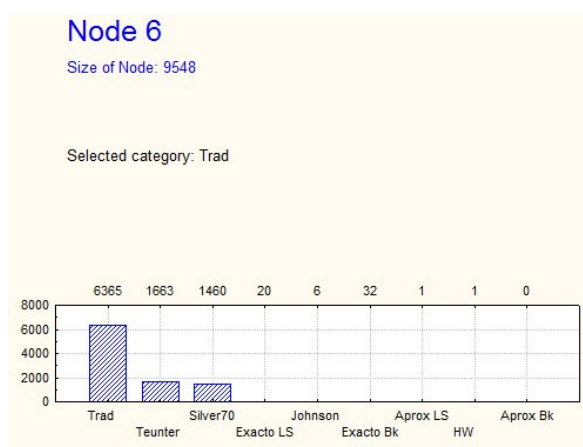 Node 6
Size of Node: 9548
Selected category: Trad
6365 1663 1460 20 6 32 1 1 0
8000
6000
4000
2000
0
Trad Silver70 Johnson Aprox LS Aprox Bk
Teunter Exacto LS Exacto Bk HW